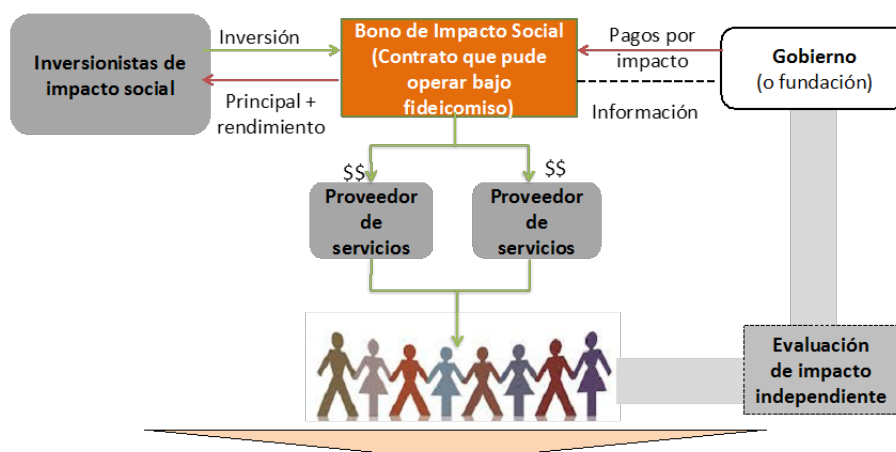 Inversionistas de
impacto social
Inversión
Principal +
rendimiento
Bono de Impacto Social
(Contrato que pude
operar bajo
fideicomiso)
Pagos por
impacto
Información
Gobierno
(o fundación)
$$
$$
Proveedor
de
servicios
Proveedor
de
servicios
Evaluación
de impacto
independiente